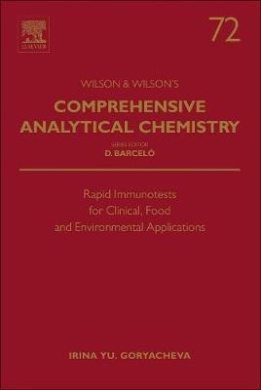 72
ELSEVIER
WILSON & WILSON'S
COMPREHENSIVE
ANALYTICAL CHEMISTRY
SERIES EDITOR
D. BARCELÓ
Rapid Immunotests
for Clinical, Food
and Environmental Applications
IRINA YU. GORYACHEVA